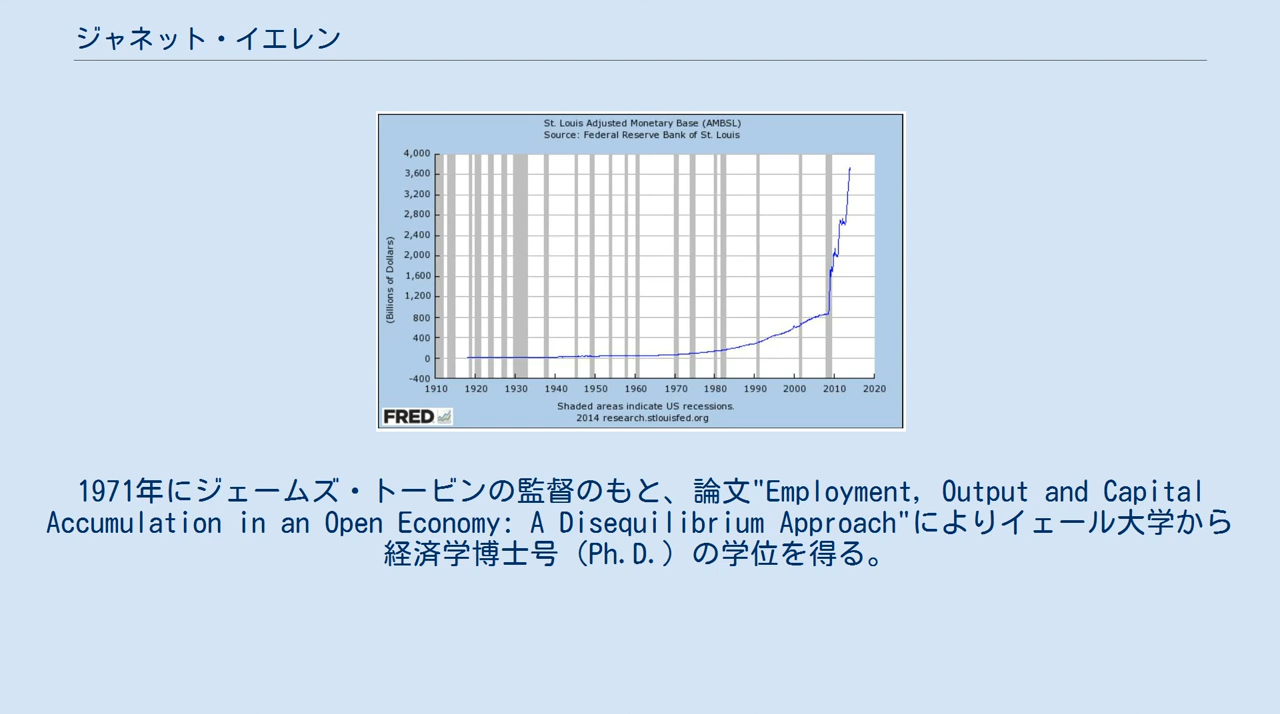 ジャネット・イエレン
St. Louis Adjusted Monetary Base (AMBSL)
Source: Federal Reserve Bank of St. Louis
(Billions of Dollars)
4,000
3,600
3,200
2,800
2,400
2,000
1,600
1,200
800
400
0
-400
1910 1920 1930 1940 1950 1960 1970 1980 1990 2000 2010 2020
Shaded areas indicate US recessions.
2014 research.stlouisfed.org
FRED
1971年にジェームズ・トービンの監督のもと、論文"Employment, Output and Capital
Accumulation in an Open Economy: A Disequilibrium Approach"によりイェール大学から
経済学博士号（Ph.D.）の学位を得る。